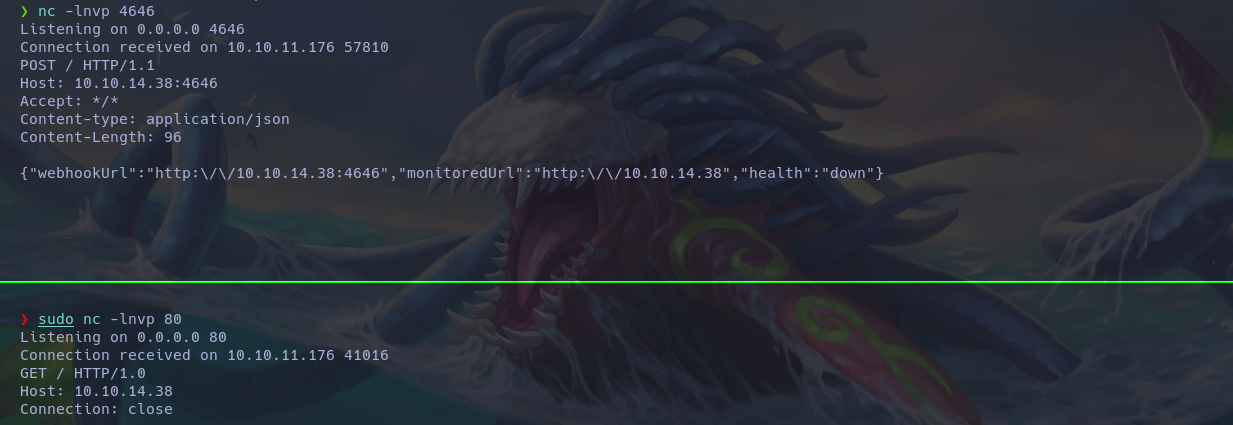 ❯ nc -lnvp 4646
Listening on 0.0.0.0 4646
Connection received on 10.10.11.176 57810
POST / HTTP/1.1
Host: 10.10.14.38:4646
Accept: */*
Content-type: application/json
Content-Length: 96
{"webhookUrl":"http:\/\/10.10.14.38:4646","monitoredUrl":"http:\/\/10.10.14.38","health":"down"}
❯ sudo nc -lnvp 80
Listening on 0.0.0.0 80
Connection received on 10.10.11.176 41016
GET / HTTP/1.0
Host: 10.10.14.38
Connection: close